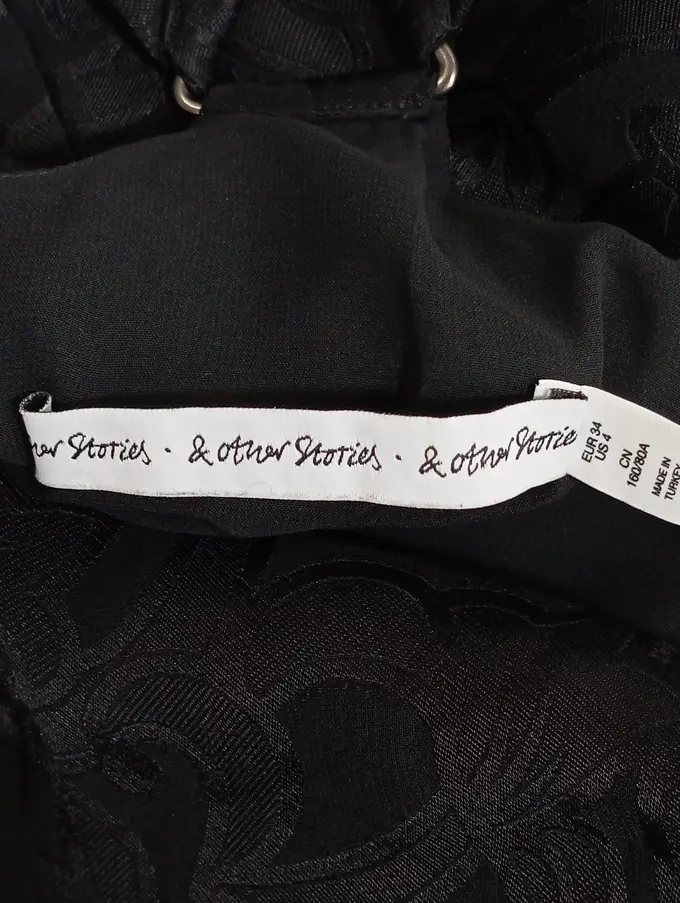 her Stories · & other Stories · & other Storie
EUR 34
US 4
CN
160/80A
MADE IN
TURKEY